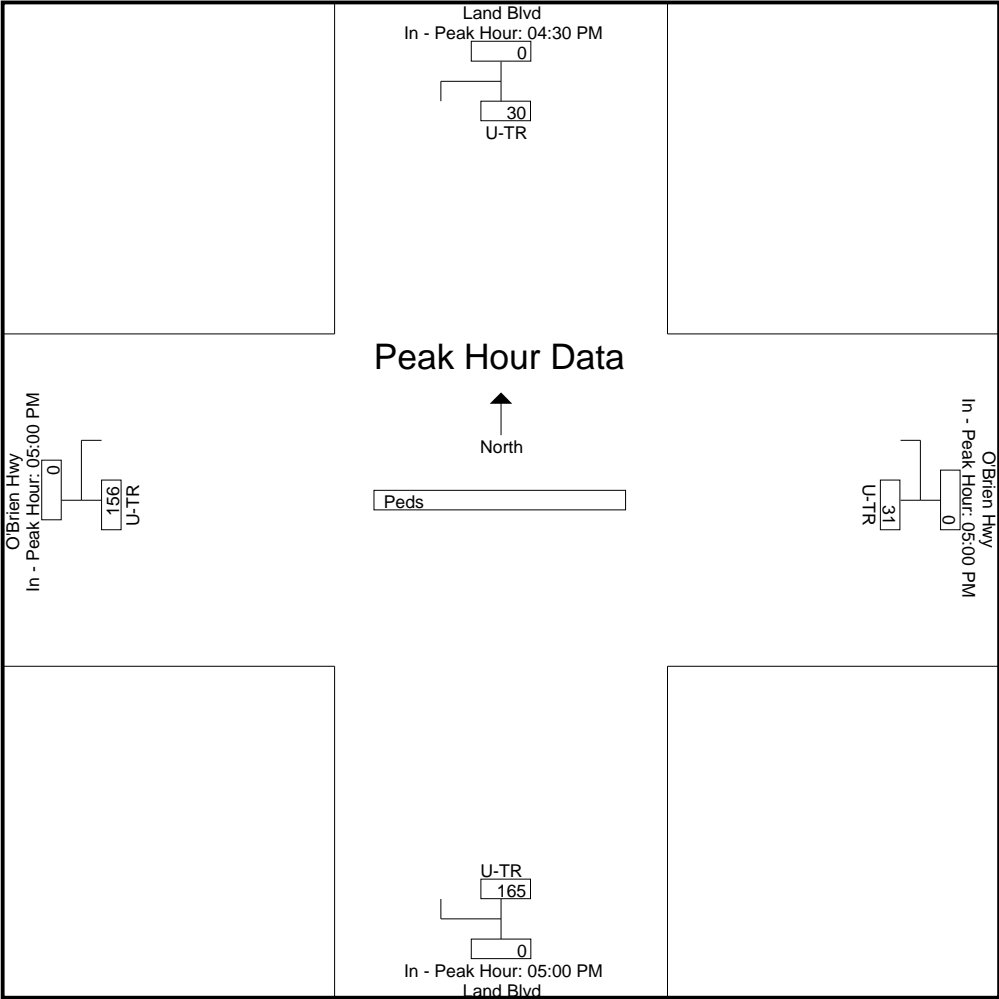 Land Blvd
In - Peak Hour: 04:30 PM
0
30
U-TR
Peak Hour Data
North
O'Brien Hwy
In - Peak Hour: 05:00 PM
0
156
U-TR
Peds
U-TR
31
0
In - Peak Hour: 05:00 PM
O'Brien Hwy
U-TR
165
0
In - Peak Hour: 05:00 PM
Land Blvd